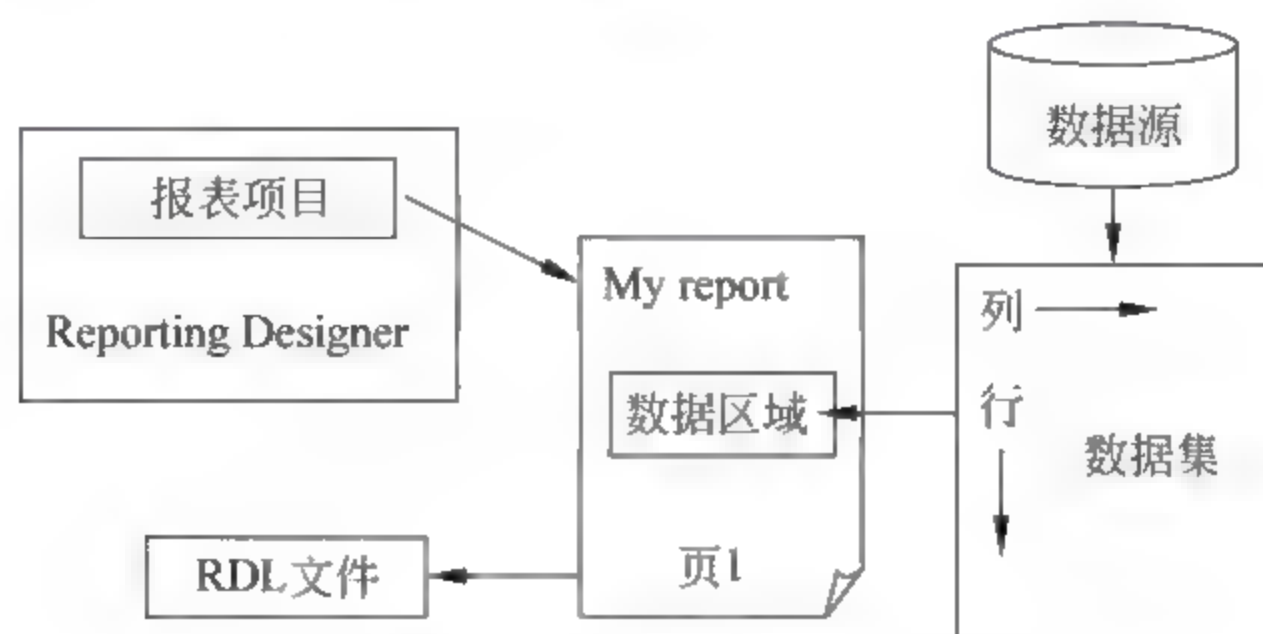 数据源
报表项目
Reporting Designer
My report
数据区域
页1
RDL文件
列
行
数据集